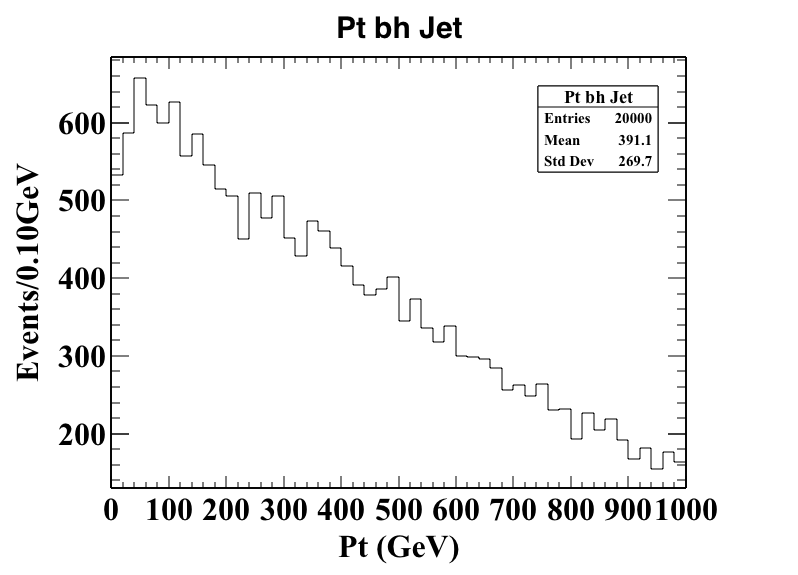 Pt bh Jet
Pt bh Jet
Entries 20000
Mean 391.1
Std Dev 269.7
Events/0.10GeV
600
500
400
300
200
0 100 200 300 400 500 600 700 800 900 1000
Pt (GeV)